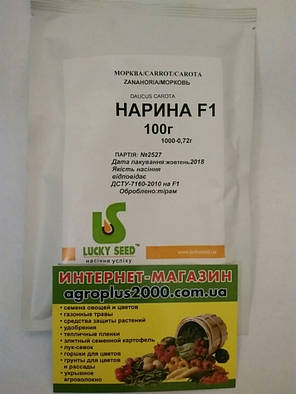 МОРКВА/CARROT/CAROTA
ZANAHORIA/МОРКОВЬ
DAUCUS CAROTA
НАРИНА F1
100г
1000-0,72г
ПАРТІЯ: №2527
Дата пакування:жовтень2018
Якість насіння
відповідає
ДСТУ-7160-2010 на F1
Оброблено:тірам
LS
LUCKY SEED™
насіння успіху
ИНТЕРНЕТ-МАГАЗИН
agroplus2000.com.ua
• семена овощей и цветов
• газонные травы
• средства защиты растений
• удобрения
• тепличные пленки
• элитный семенной картофель
• лук-севок
• горшки для цветов
• грунты для цветов
и рассады
• укрывное
агроволокно